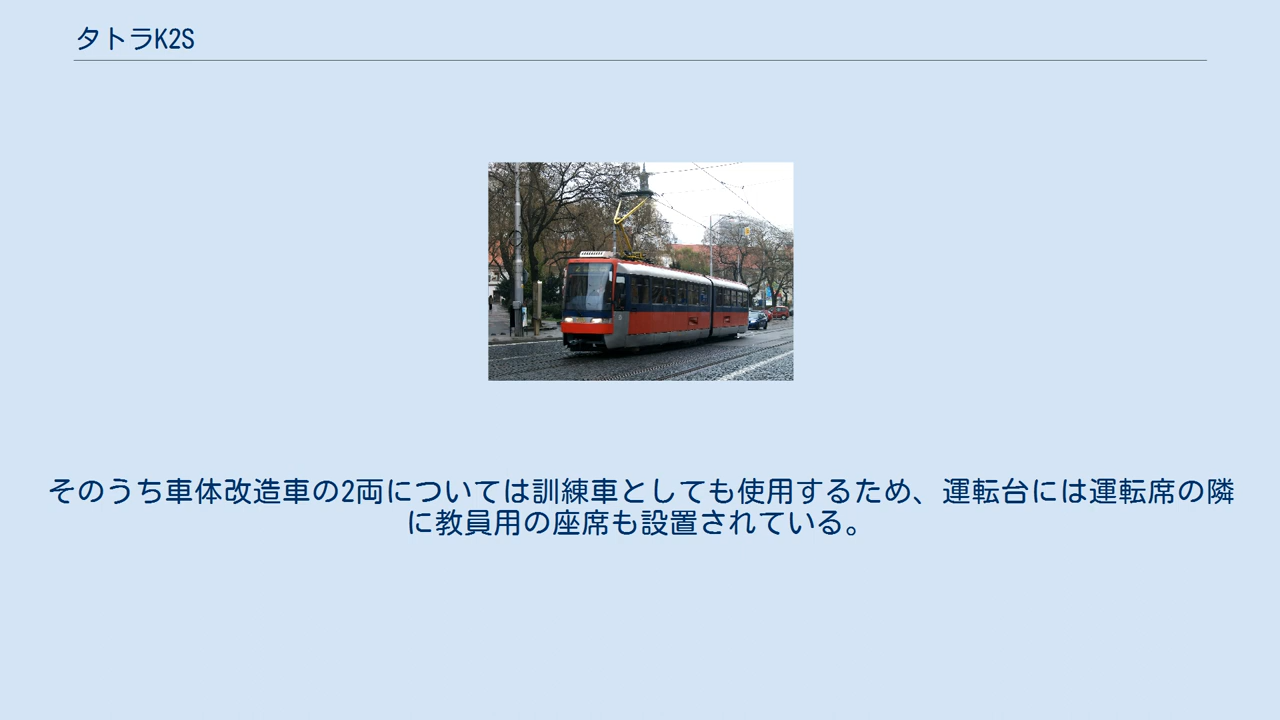 タトラK2S
そのうち車体改造車の2両については訓練車としても使用するため、運転台には運転席の隣
に教員用の座席も設置されている。